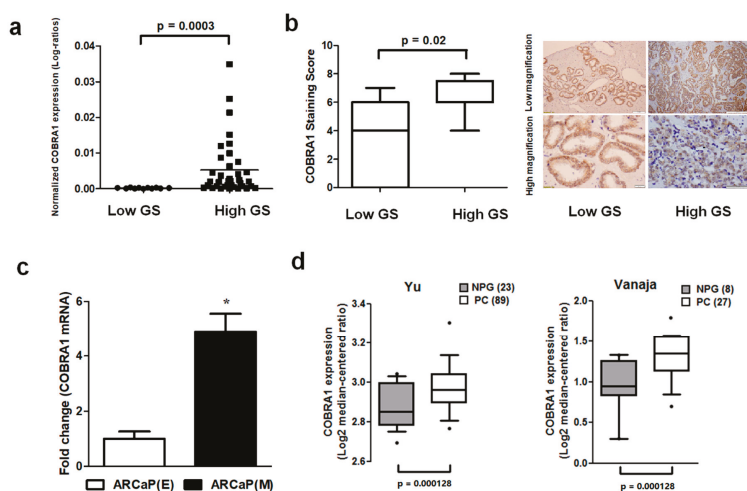 a
p = 0.0003
Normalized COBRA1 expression (Log-ratios)
0.04
0.03
0.02
0.010
0.005
0.000
Low GS
High GS
b
p = 0.02
COBRA1 Staining Score
10
8
6
4
2
0
Low GS
High GS
Low magnification
High magnification
Low GS
High GS
c
Fold change (COBRA1 mRNA)
6
4
2
0
*
ARCaP(E)
ARCaP(M)
d
Yu
NPG (23)
PC (89)
COBRA1 expression
(Log2 median-centered ratio)
3.4
3.2
3.0
2.8
2.6
p = 0.000128
Vanaja
NPG (8)
PC (27)
COBRA1 expression
(Log2 median-centered ratio)
2.0
1.5
1.0
0.5
0.0
p = 0.000128